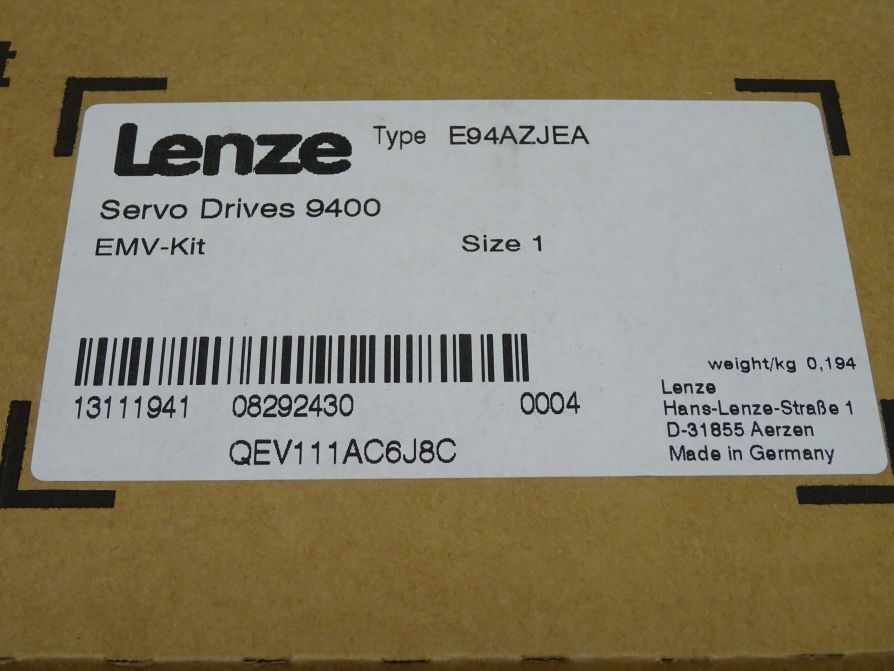 Lenze Type E94AZJEA
Servo Drives 9400
EMV-Kit Size 1
weight/kg 0,194
13111941 08292430 0004
QEV111AC6J8C
Lenze
Hans-Lenze-Straße 1
D-31855 Aerzen
Made in Germany